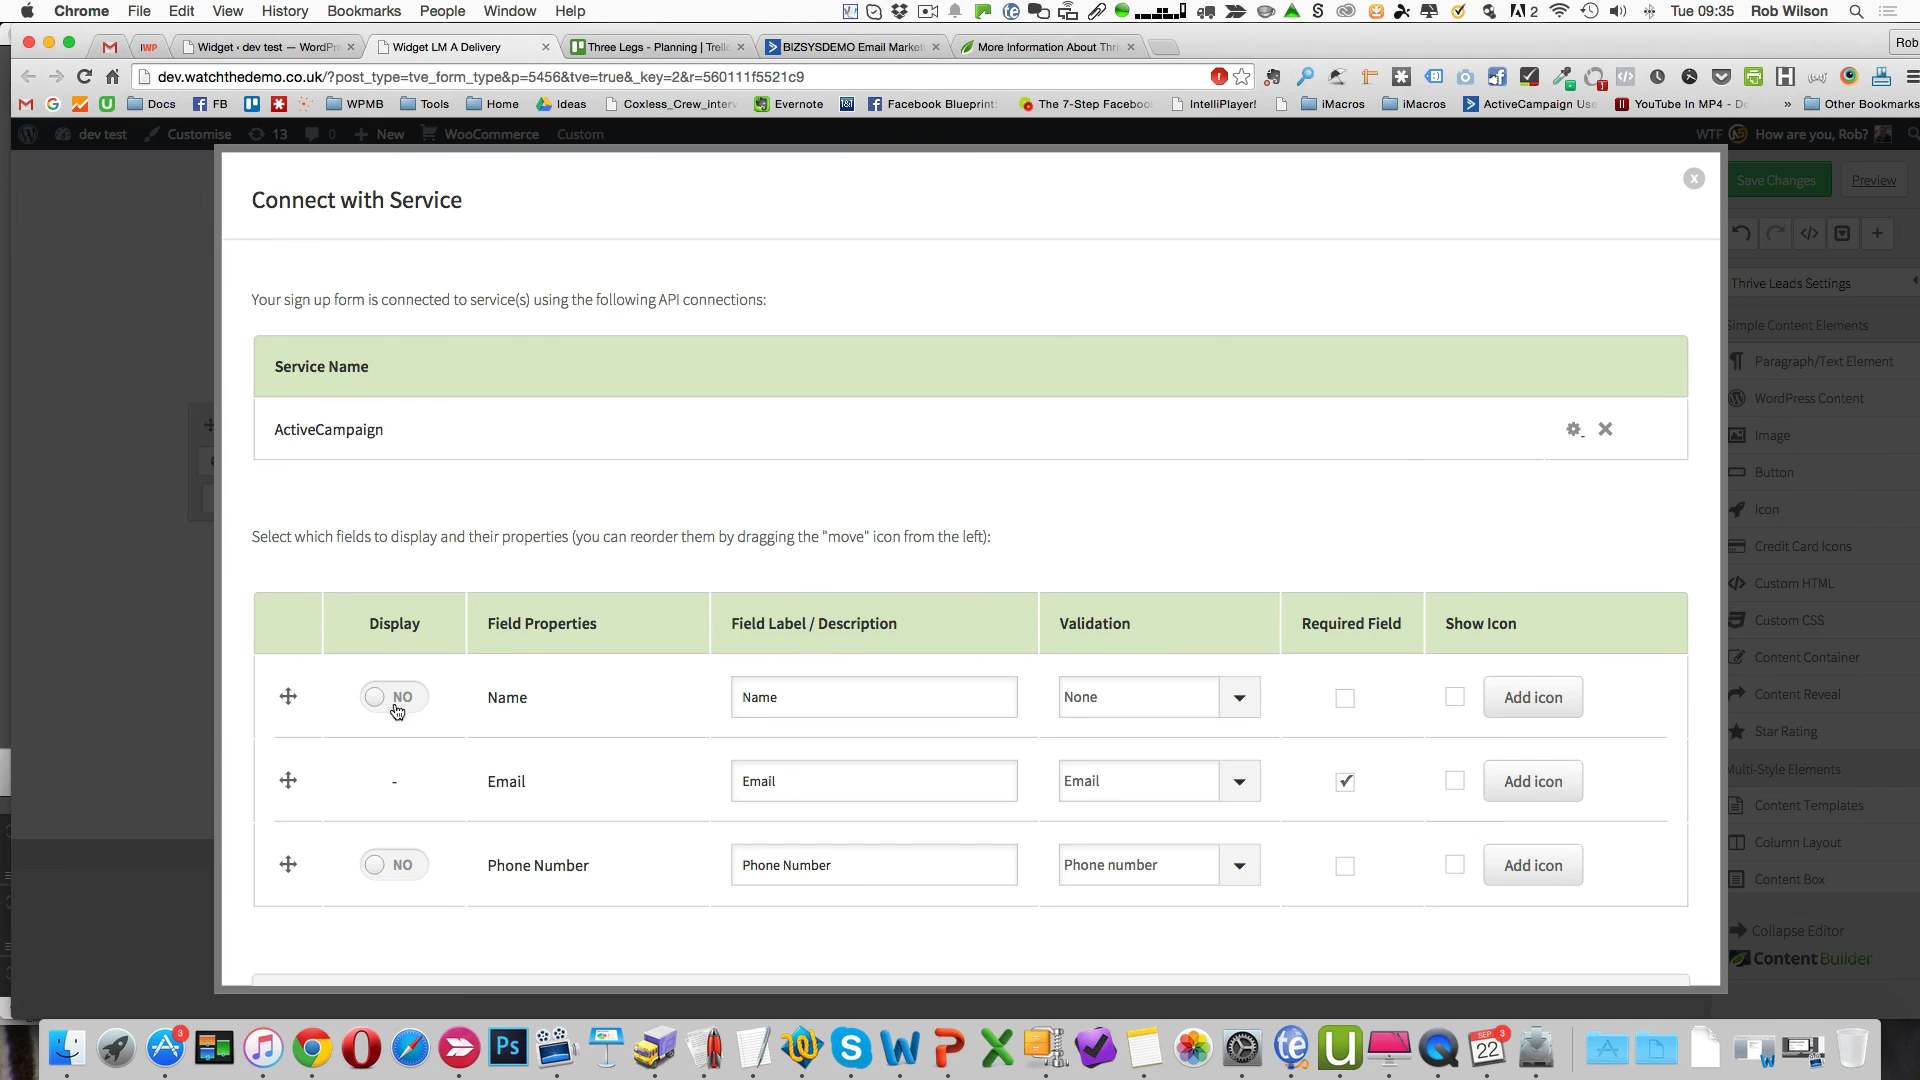 Chrome File Edit View History Bookmarks People Window Help 2 Tue 09:35 Rob Wilson
IWP Widget ‹ dev test — WordPr Widget LM A Delivery Three Legs - Planning | Trell BIZSYSDEMO Email Market More Information About Thri Rob
dev.watchthedemo.co.uk/?post_type=tve_form_type&p=5456&tve=true&_key=2&r=560111f5521c9
Docs FB WPMB Tools Home Ideas Coxless_Crew_interv Evernote Facebook Blueprint: The 7-Step Facebo IntelliPlayer! iMacros iMacros ActiveCampaign Use YouTube In MP4 - Do » Other Bookmarks
dev test Customise 13 0 New WooCommerce Custom WTF How are you, Rob?
Connect with Service
x
Save Changes Preview
Your sign up form is connected to service(s) using the following API connections:
Service Name
ActiveCampaign
Select which fields to display and their properties (you can reorder them by dragging the "move" icon from the left):
Display Field Properties Field Label / Description Validation Required Field Show Icon
NO Name Name None Add icon
- Email Email Email Add icon
NO Phone Number Phone Number Phone number Add icon
Thrive Leads Settings
Simple Content Elements
Paragraph/Text Element
WordPress Content
Image
Button
Icon
Credit Card Icons
Custom HTML
Custom CSS
Content Container
Content Reveal
Star Rating
Multi-Style Elements
Content Templates
Column Layout
Content Box
Collapse Editor
Content Builder
3 Ps SEP. 22 3